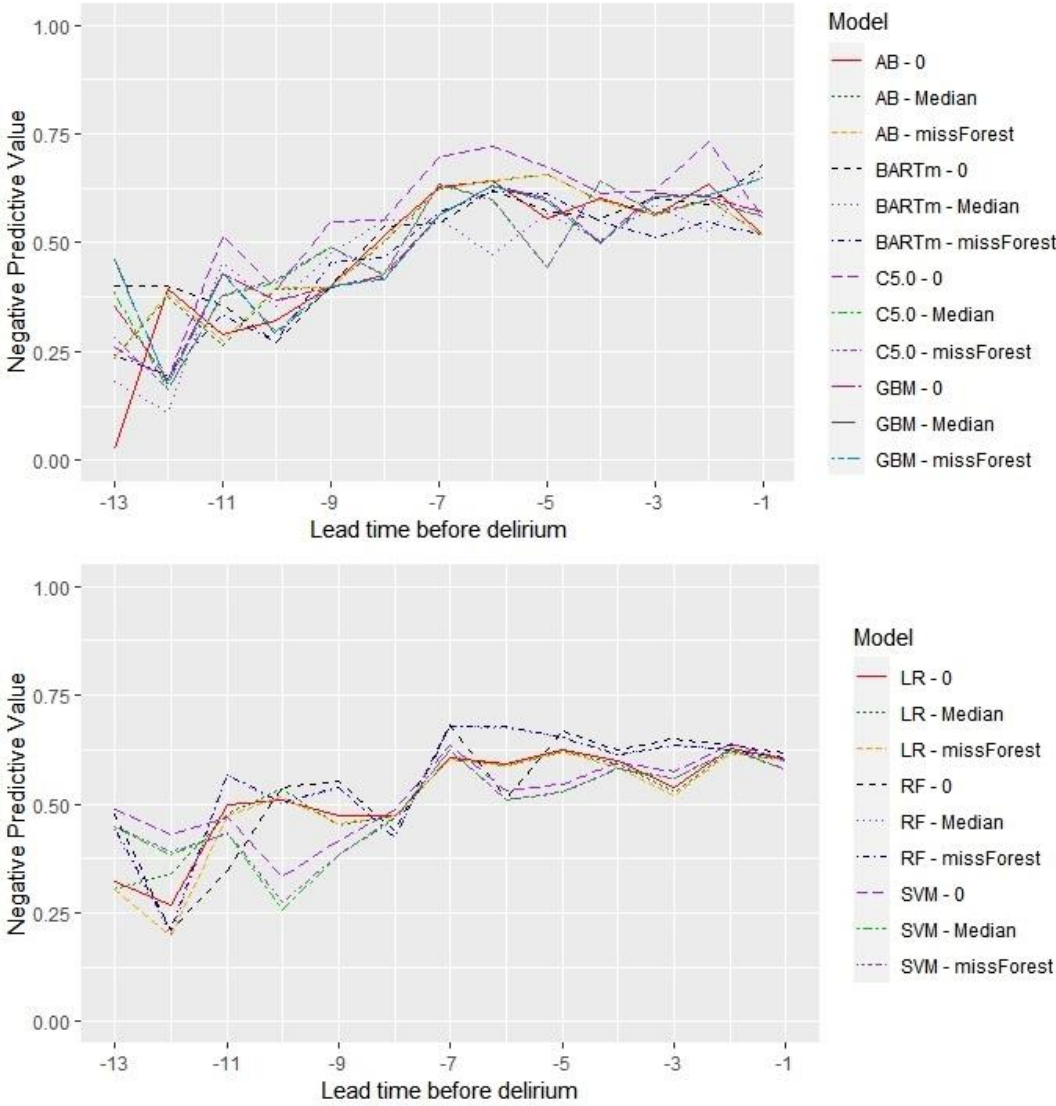 1.00
0.75
0.50
0.25
0.00
Negative Predictive Value
-13
-11
-9
-7
-5
-3
-1
Lead time before delirium
Model
AB - 0
AB - Median
AB - missForest
BARTm - 0
BARTm - Median
BARTm - missForest
C5.0 - 0
C5.0 - Median
C5.0 - missForest
GBM - 0
GBM - Median
GBM - missForest
1.00
0.75
0.50
0.25
0.00
Negative Predictive Value
-13
-11
-9
-7
-5
-3
-1
Lead time before delirium
Model
LR - 0
LR - Median
LR - missForest
RF - 0
RF - Median
RF - missForest
SVM - 0
SVM - Median
SVM - missForest